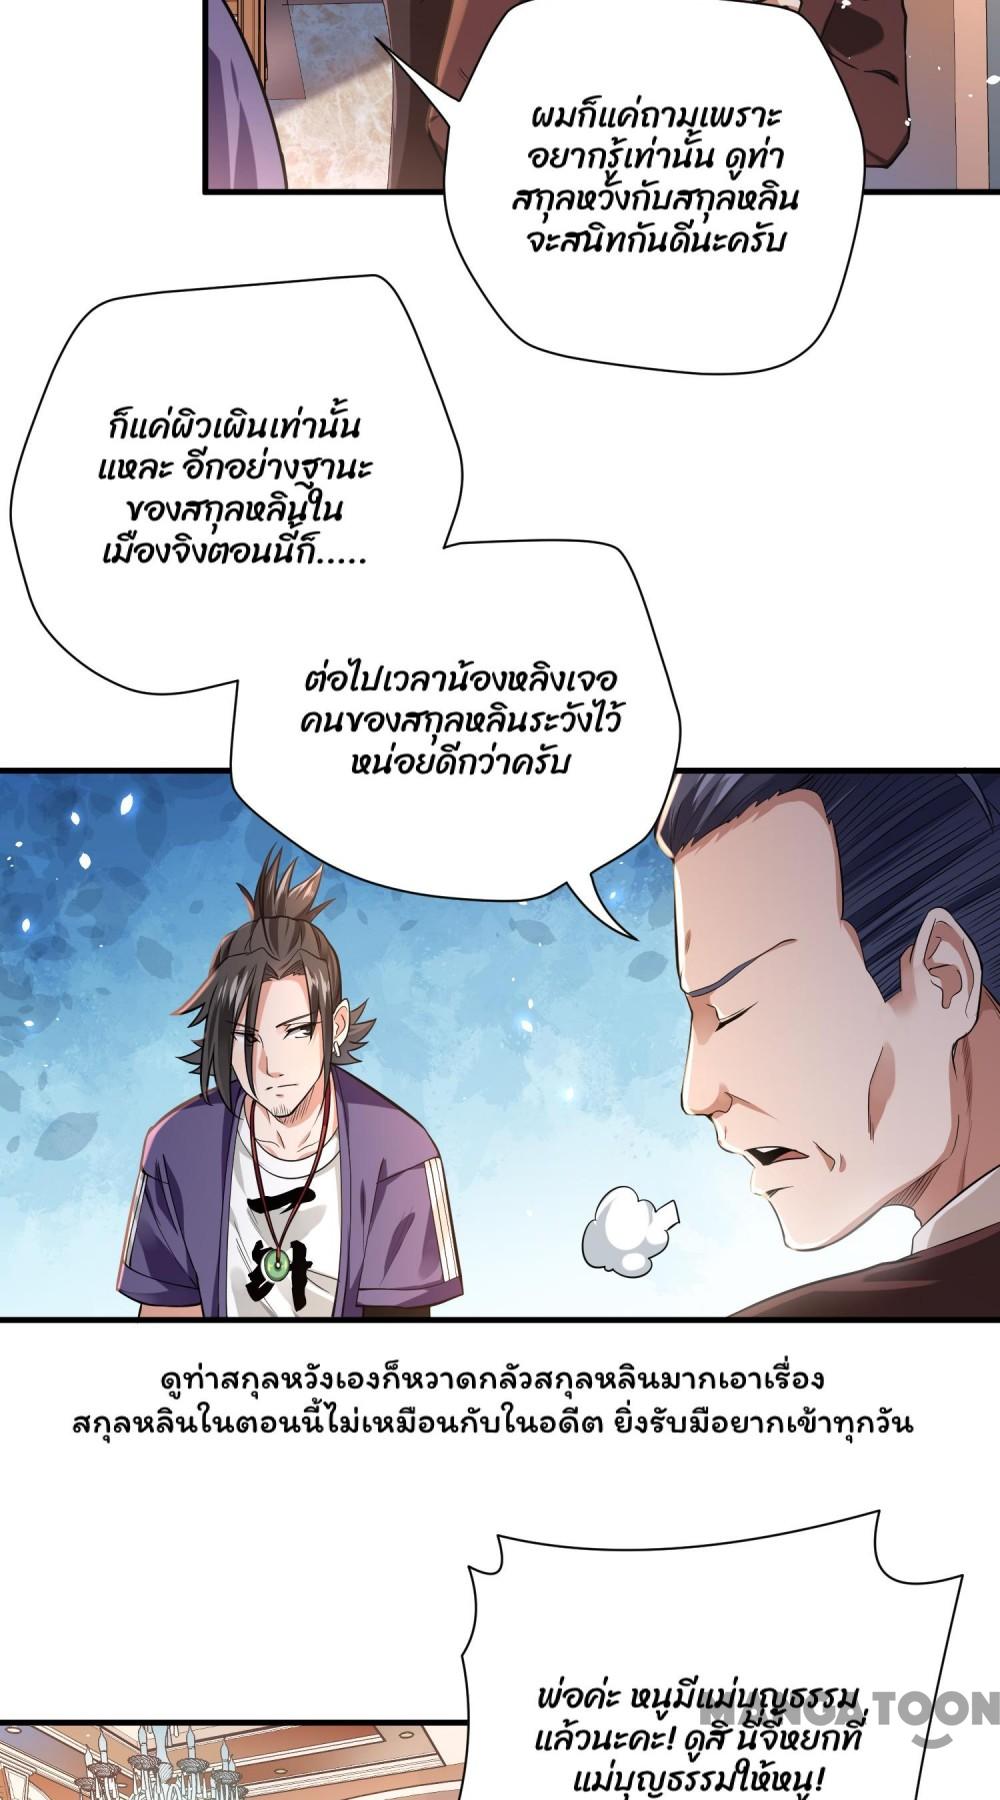 ผมก็แค่ถามเพราะ
อยากรู้เท่านั้น ดูท่า
สกุลหวังกับสกุลหลิน
จะสนิทกันดีนะครับ
ก็แค่ผิวเผินเท่านั้น
แหละ อีกอย่างฐานะ
ของสกุลหลินใน
เมืองจิงตอนนี้ก็.....
ต่อไปเวลาน้องหลิงเจอ
คนของสกุลหลินระวังไว้
หน่อยดีกว่าครับ
ดูท่าสกุลหวังเองก็หวาดกลัวสกุลหลินมากเอาเรื่อง
สกุลหลินในตอนนี้ไม่เหมือนกับในอดีต ยิ่งรับมือยากเข้าทุกวัน
พ่อค่ะ หนูมีแม่บุญธรรม
แล้วนะคะ! ดูสิ นี่จี้หยกที่
แม่บุญธรรมให้หนู!
MANGATOON